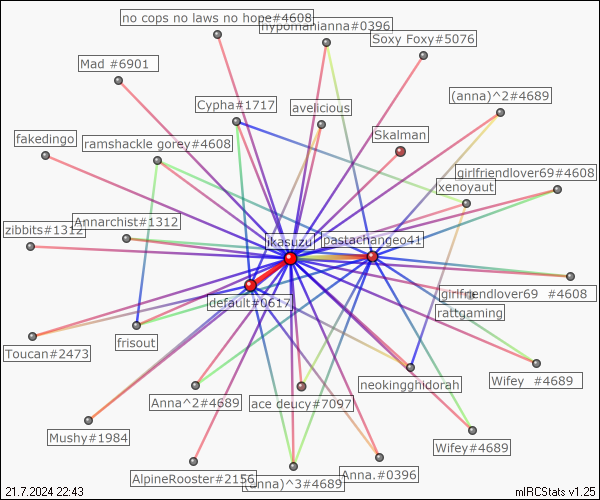 no cops no laws no hope#4608
hypomanianna#0396
Soxy Foxy#5076
Mad #6901
(anna)^2#4689
Cypha#1717
avelicious
Skalman
fakedingo
ramshackle gorey#4608
girlfriendlover69#4608
xenoyaut
zibbits#1312
Annarchist#1312
jkasuzu
pastachangeo41
default#0617
girlfriendlover69 #4608
rattgaming
Toucan#2473
frisout
neokingghidorah
Wifey #4689
Anna^2#4689
ace deucy#7097
Mushy#1984
Wifey#4689
AlpineRooster#2156
(anna)^3#4689
Anna.#0396
21.7.2024 22:43
mIRCStats v1.25